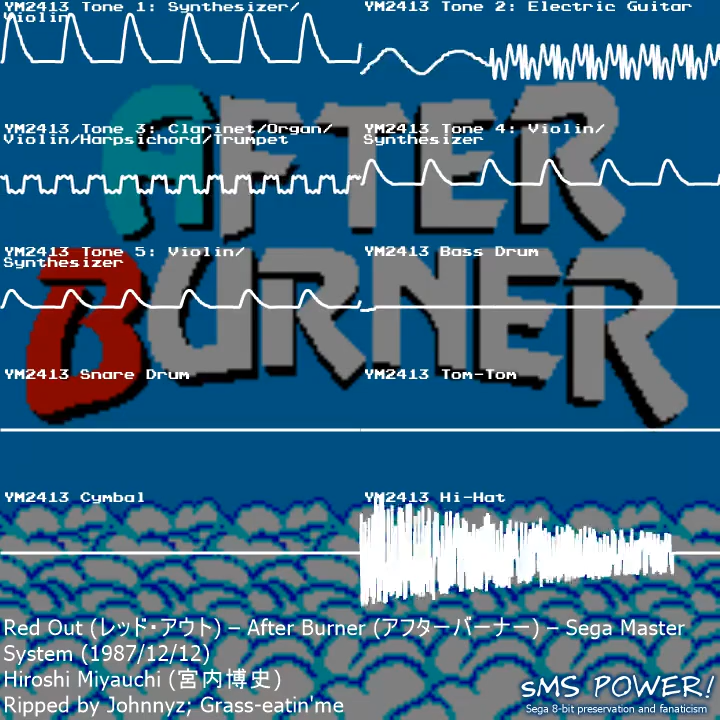 YM2413 Tone 1: Synthesizer/
Violin
YM2413 Tone 2: Electric Guitar
YM2413 Tone 3: Clarinet/Organ/
Violin/Harpsichord/Trumpet
YM2413 Tone 4: Violin/
Synthesizer
AFTER
YM2413 Tone 5: Violin/
Synthesizer
YM2413 Bass Drum
BURNER
YM2413 Snare Drum
YM2413 Tom-Tom
YM2413 Cymbal
YM2413 Hi-Hat
Red Out (レッド・アウト) – After Burner (アフターバーナー) – Sega Master
System (1987/12/12)
Hiroshi Miyauchi (宮内博史)
Ripped by Johnnyz; Grass-eatin'me
SMS POWER!
Sega 8-bit preservation and fanaticism